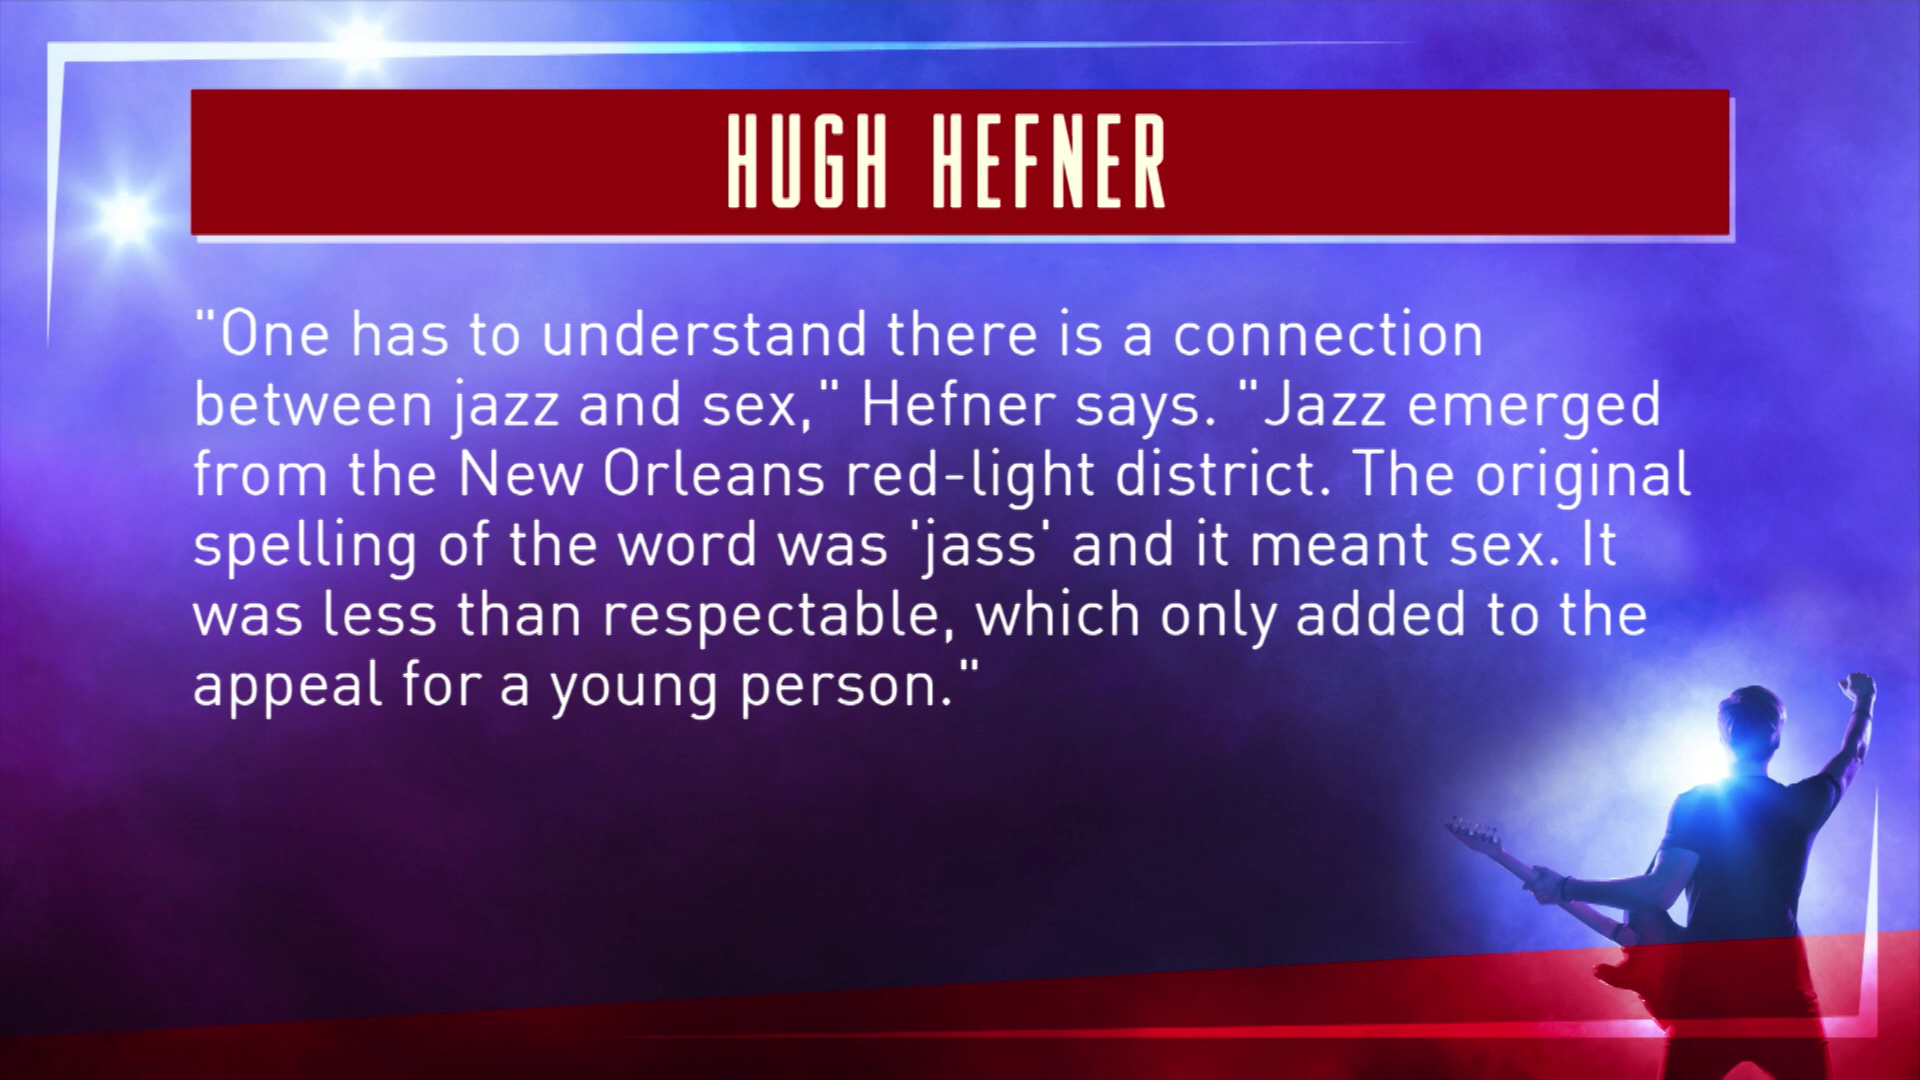 HUGH HEFNER
"One has to understand there is a connection
between jazz and sex," Hefner says. "Jazz emerged
from the New Orleans red-light district. The original
spelling of the word was 'jass' and it meant sex. It
was less than respectable, which only added to the
appeal for a young person."